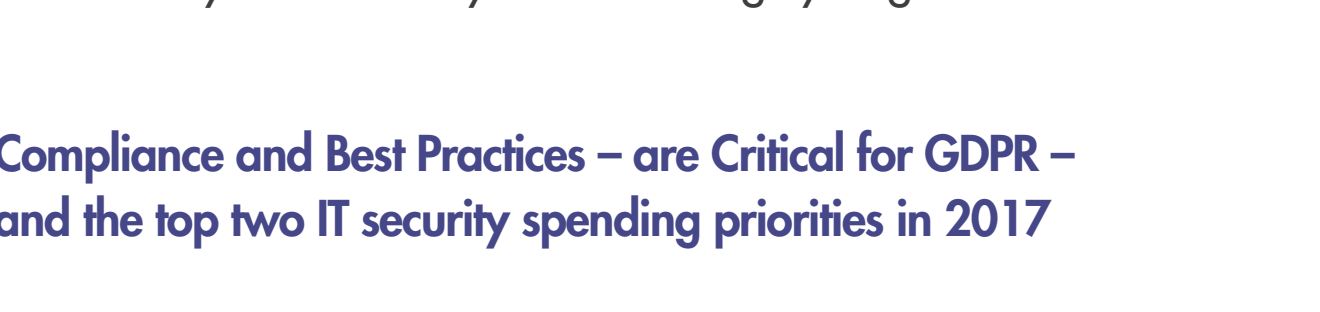 Compliance and Best Practices – are Critical for GDPR –
and the top two IT security spending priorities in 2017